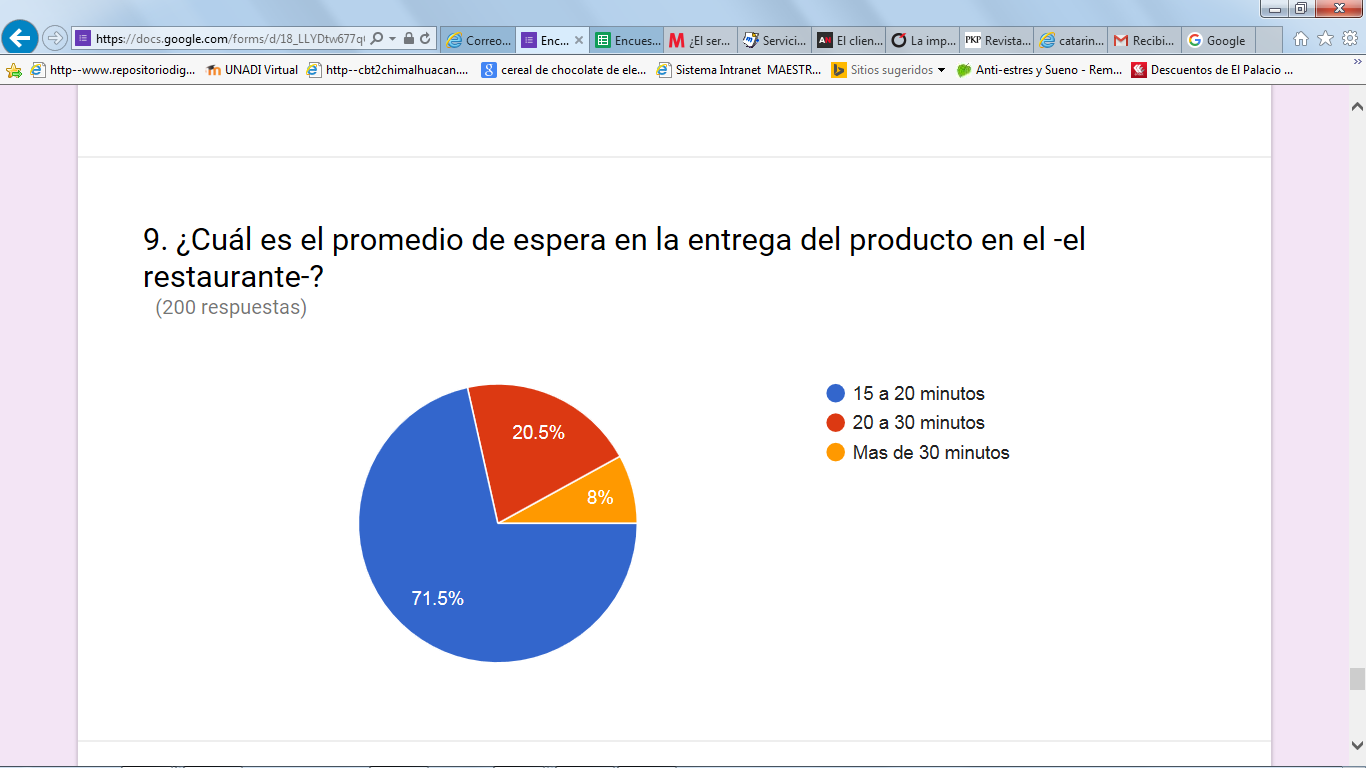 https://docs.google.com/forms/d/18_LLYDtw677q
Correo...
Enc...
Encues...
¿El ser...
Servici...
El clien...
La imp...
PKP Revista...
catarin...
Recibi...
Google
http--www.repositoriodig...
UNADI Virtual
http--cbt2chimalhuacan....
cereal de chocolate de ele...
Sistema Intranet MAESTR...
Sitios sugeridos
Anti-estres y Sueno - Rem...
Descuentos de El Palacio ...
9. ¿Cuál es el promedio de espera en la entrega del producto en el -el
restaurante-?
(200 respuestas)
15 a 20 minutos
20 a 30 minutos
Mas de 30 minutos
20.5%
8%
71.5%